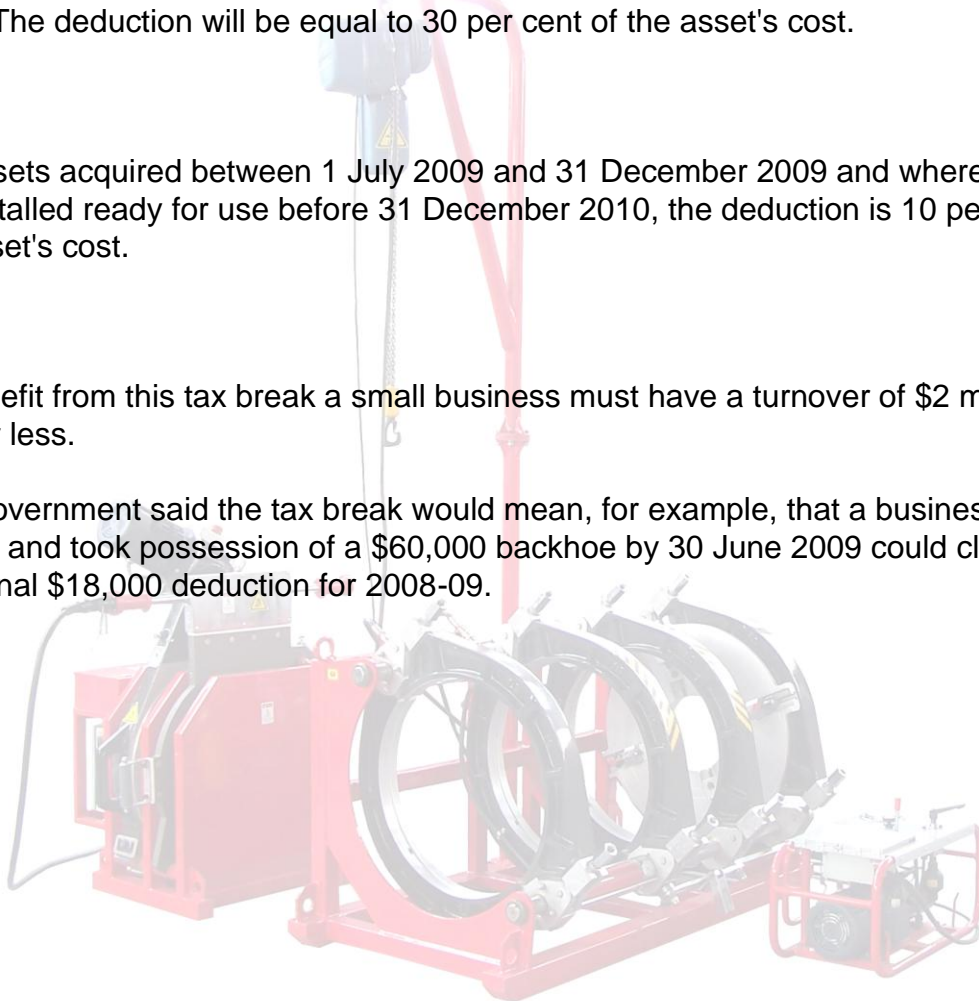 The deduction will be equal to 30 per cent of the asset's cost.
sets acquired between 1 July 2009 and 31 December 2009 and where
talled ready for use before 31 December 2010, the deduction is 10 pe
set's cost.
efit from this tax break a small business must have a turnover of $2 m
less.
overnment said the tax break would mean, for example, that a busines
and took possession of a $60,000 backhoe by 30 June 2009 could cl
nal $18,000 deduction for 2008-09.